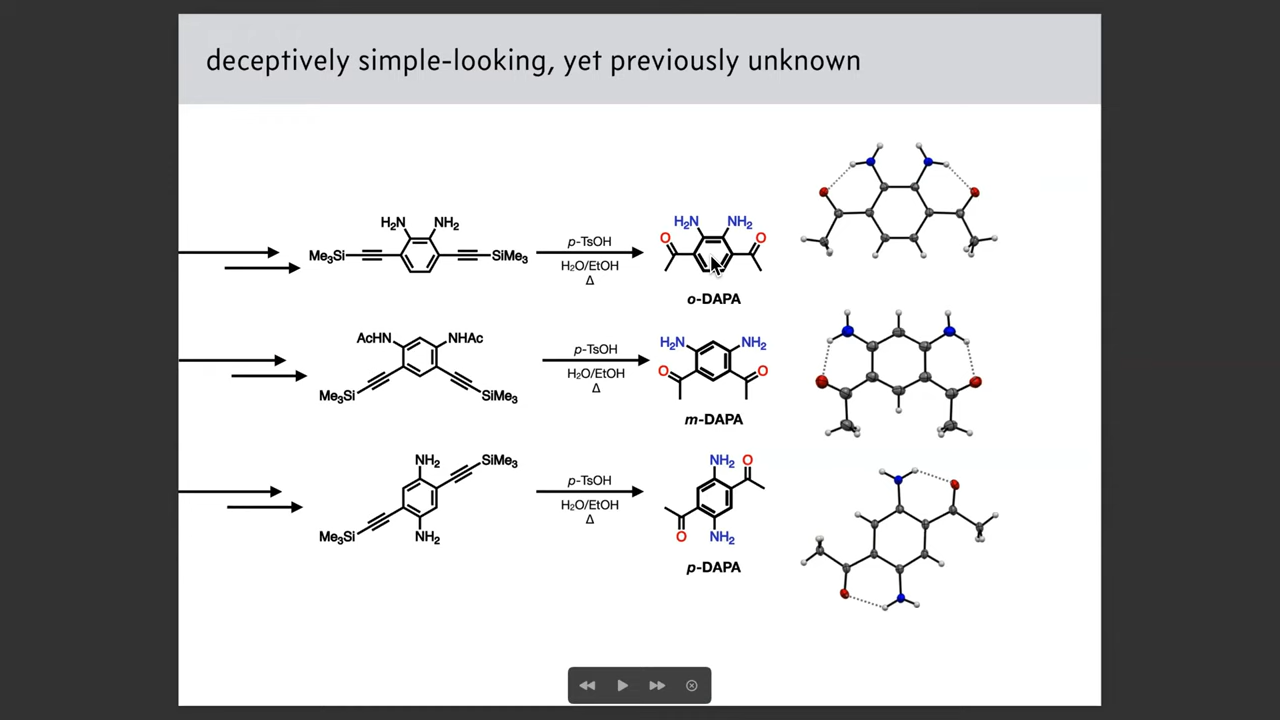 deceptively simple-looking, yet previously unknown
H₂N NH₂
Me₃Si SiMe₃
p-TsOH
H₂O/EtOH
Δ
H₂N NH₂
O O
o-DAPA
AcHN NHAc
Me₃Si SiMe₃
p-TsOH
H₂O/EtOH
Δ
H₂N NH₂
O O
m-DAPA
NH₂ SiMe₃
Me₃Si NH₂
p-TsOH
H₂O/EtOH
Δ
NH₂ O
O NH₂
p-DAPA